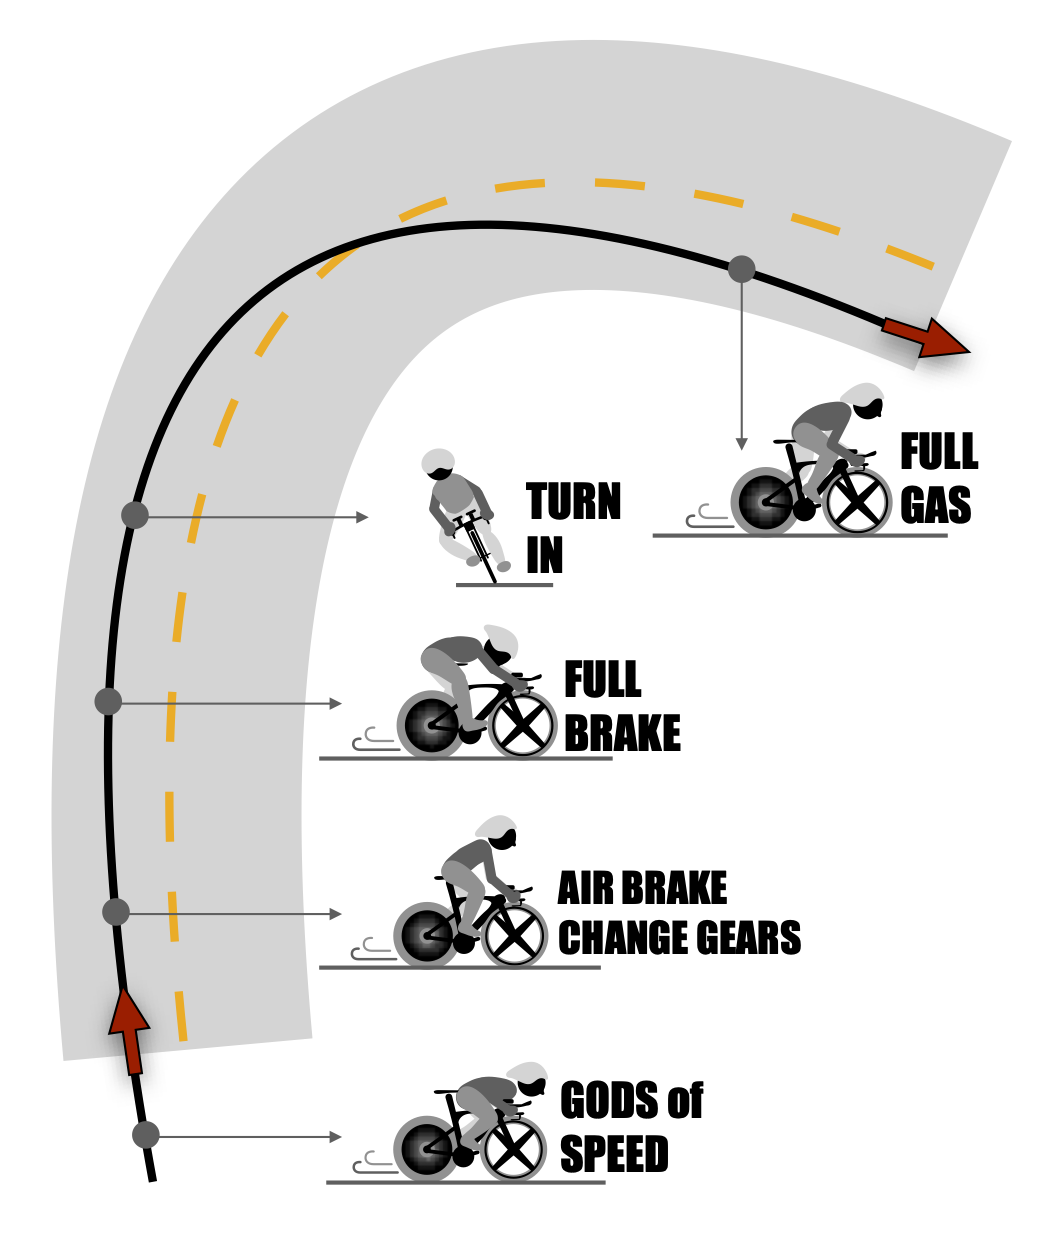 FULL
GAS
TURN
IN
FULL
BRAKE
AIR BRAKE
CHANGE GEARS
GODS of
SPEED